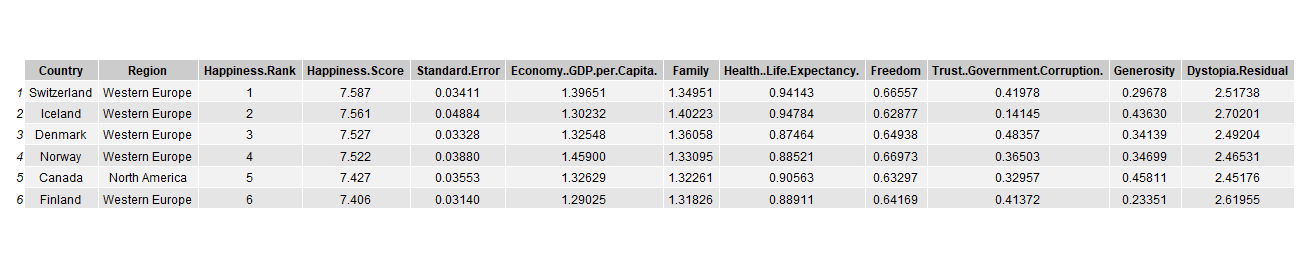 Country Region Happiness.Rank Happiness.Score Standard.Error Economy..GDP.per.Capita. Family Health..Life.Expectancy. Freedom Trust..Government.Corruption. Generosity Dystopia.Residual
1 Switzerland Western Europe 1 7.587 0.03411 1.39651 1.34951 0.94143 0.66557 0.41978 0.29678 2.51738
2 Iceland Western Europe 2 7.561 0.04884 1.30232 1.40223 0.94784 0.62877 0.14145 0.43630 2.70201
3 Denmark Western Europe 3 7.527 0.03328 1.32548 1.36058 0.87464 0.64938 0.48357 0.34139 2.49204
4 Norway Western Europe 4 7.522 0.03880 1.45900 1.33095 0.88521 0.66973 0.36503 0.34699 2.46531
5 Canada North America 5 7.427 0.03553 1.32629 1.32261 0.90563 0.63297 0.32957 0.45811 2.45176
6 Finland Western Europe 6 7.406 0.03140 1.29025 1.31826 0.88911 0.64169 0.41372 0.23351 2.61955